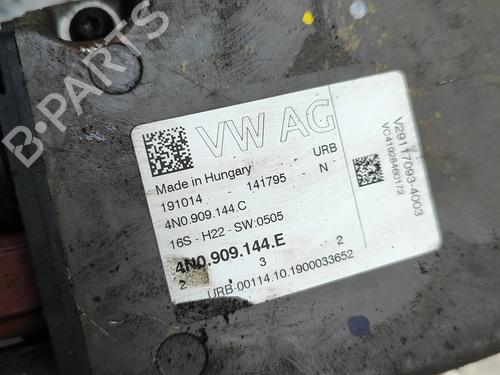 B-PARTS
VW AG
Made in Hungary URB
191014 - 141795 - N
4N0.909.144.C
16S - H22 - SW:0505
4N0.909.144.E
2 3 2
URB-00114.10.1900033652
V29117093-4003
VC41928460172